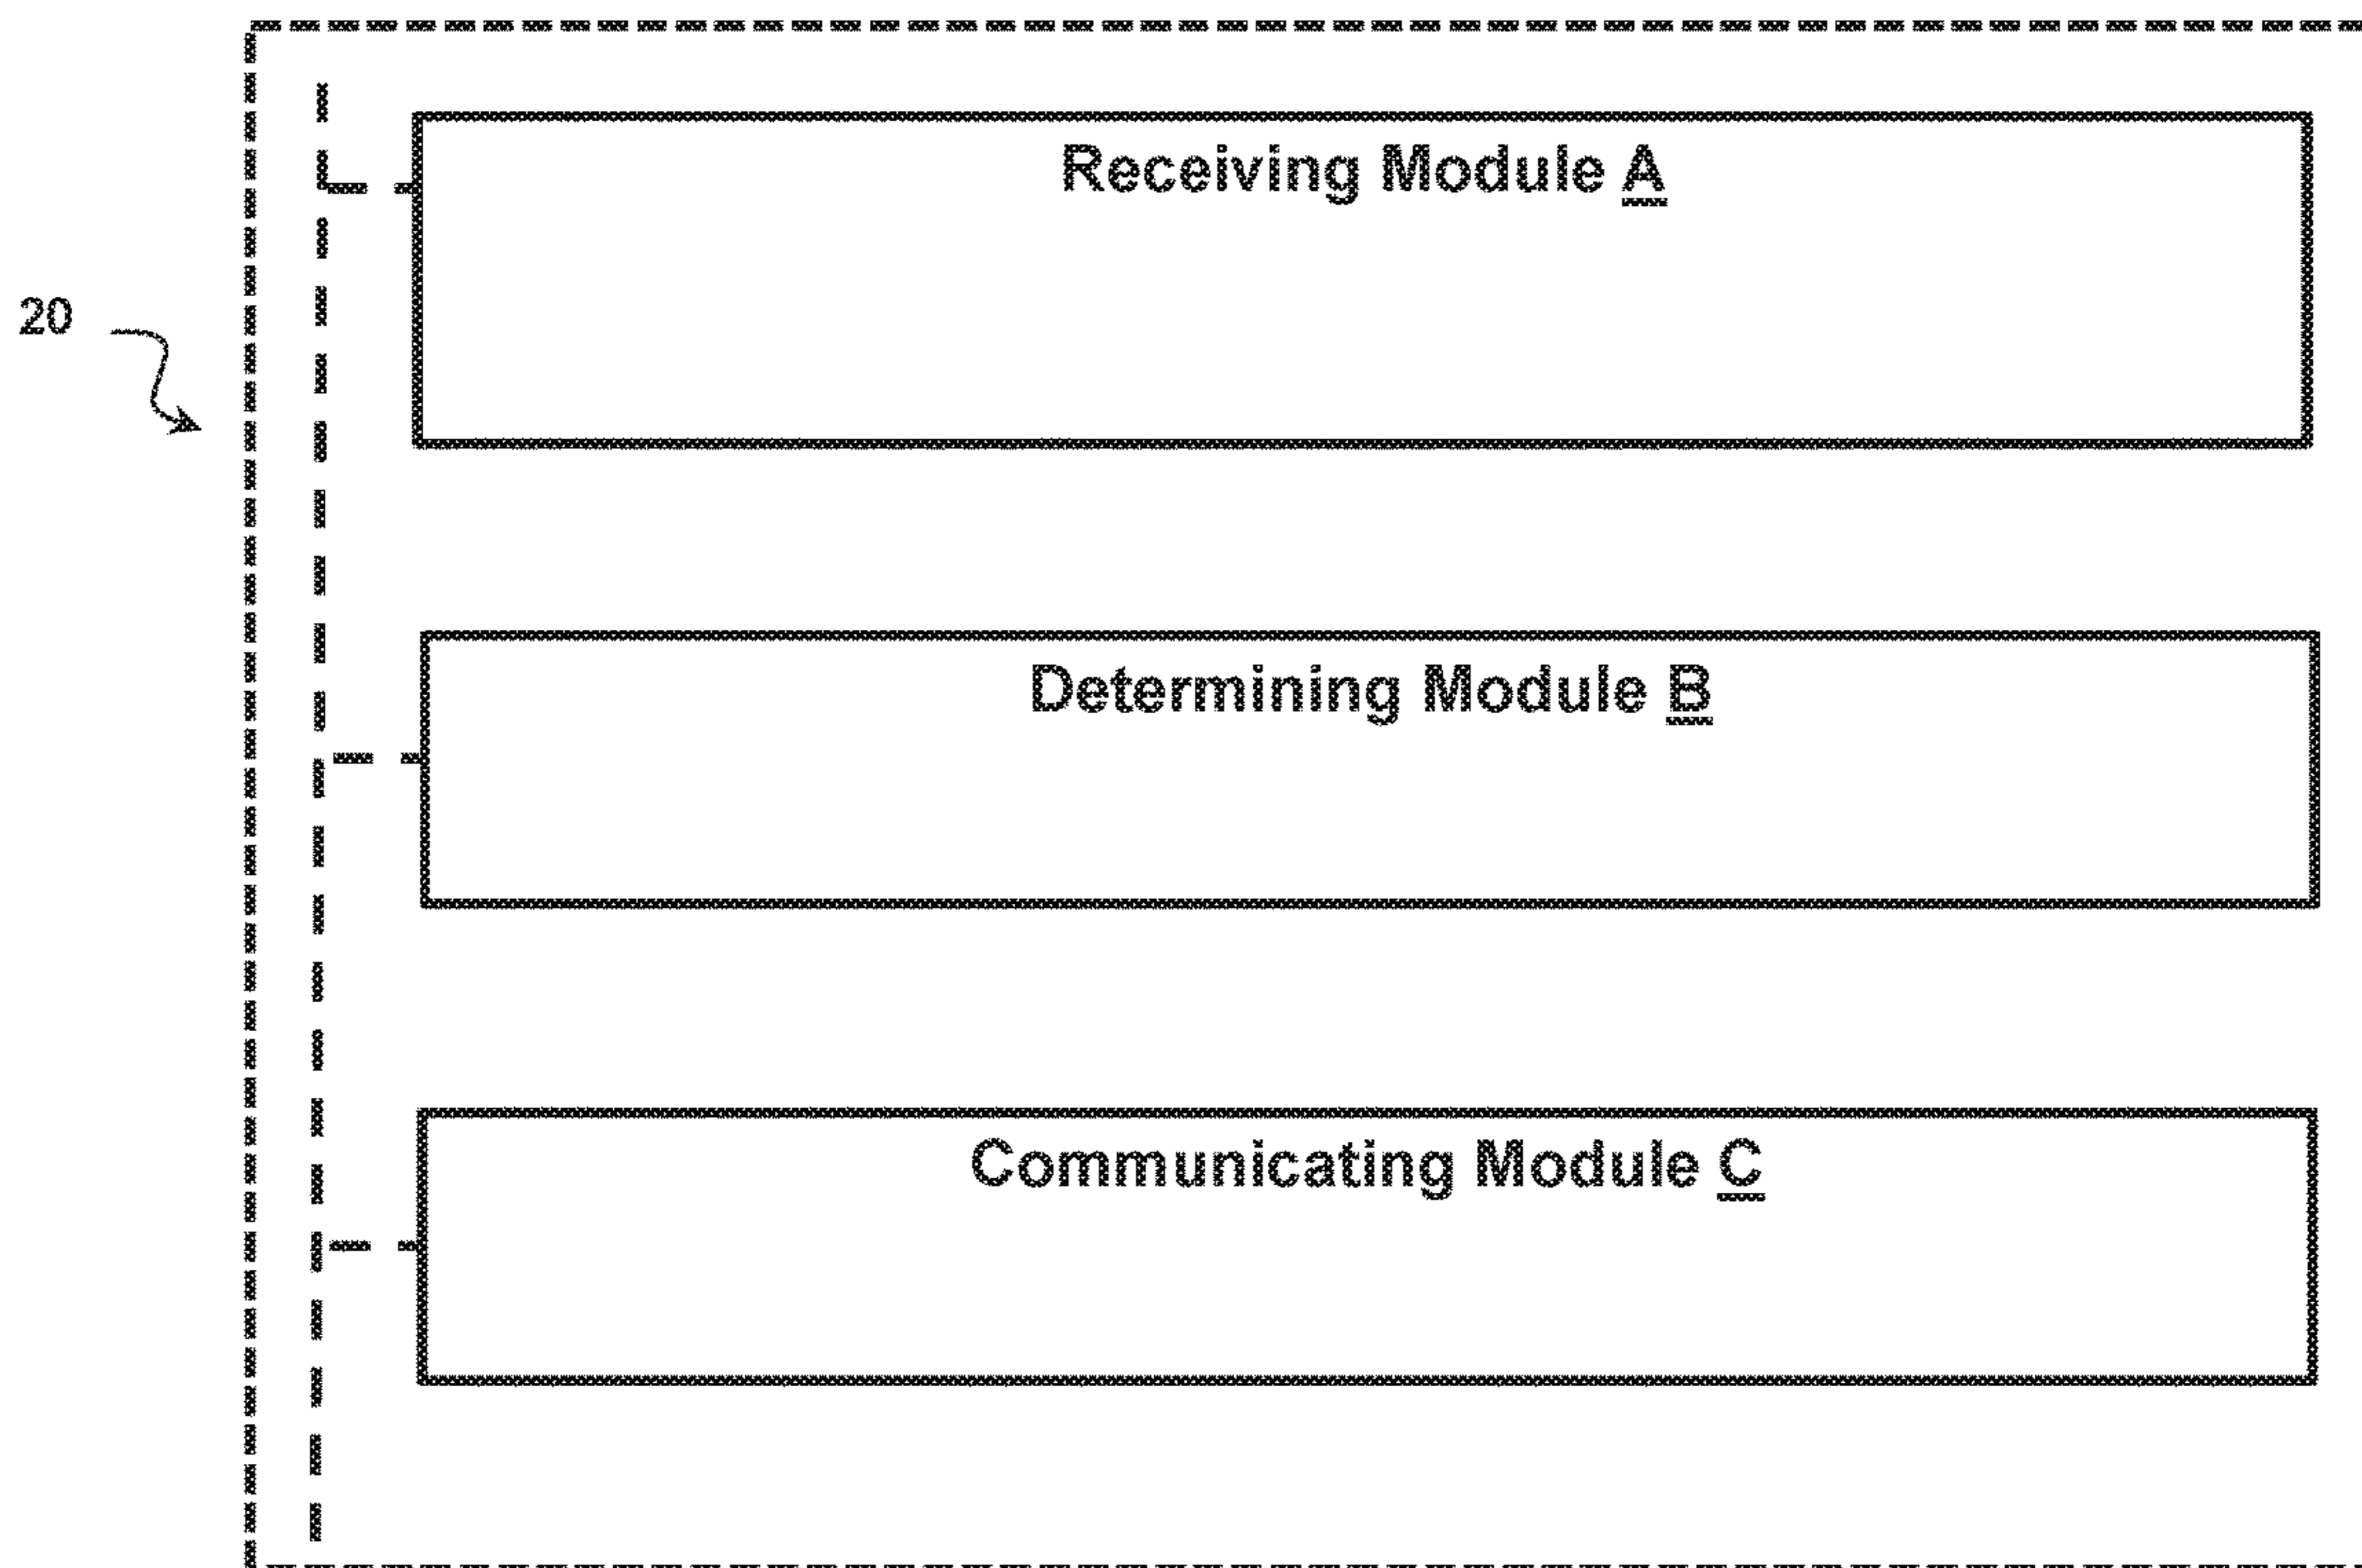 Receiving Module A
20
Determining Module B
Communicating Module C